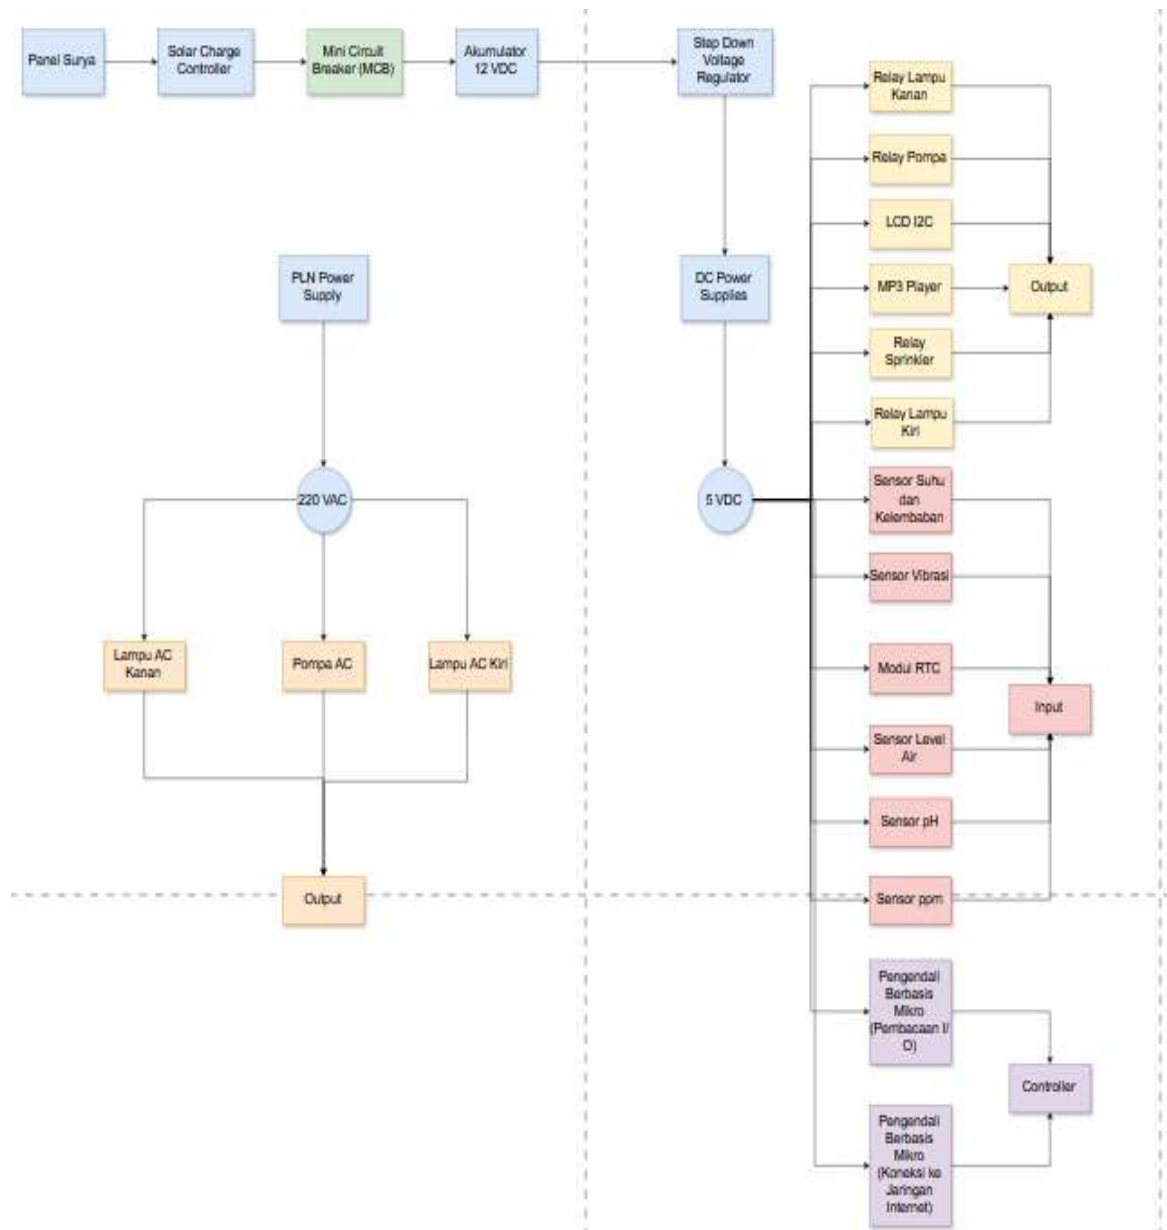 Panel Surya
Solar Charge
Controller
Mini Circuit
Breaker (MCB)
Akumulator
12 VDC
Step Down
Voltage
Regulator
Relay Lampu
Kanan
Relay Pompa
LCD I2C
PLN Power
Supply
DC Power
Supplies
MP3 Player
Output
Relay
Sprinkler
Relay Lampu
Kiri
220 VAC
5 VDC
Sensor Suhu
dan
Kelembaban
Sensor Vibrasi
Lampu AC
Kanan
Pompa AC
Lampu AC Kiri
Modul RTC
Input
Sensor Level
Air
Sensor pH
Output
Sensor ppm
Pengendali
Berbasis
Mikro
(Pembacaan I/
O)
Controller
Pengendali
Berbasis
Mikro
(Koneksi ke
Jaringan
Internet)